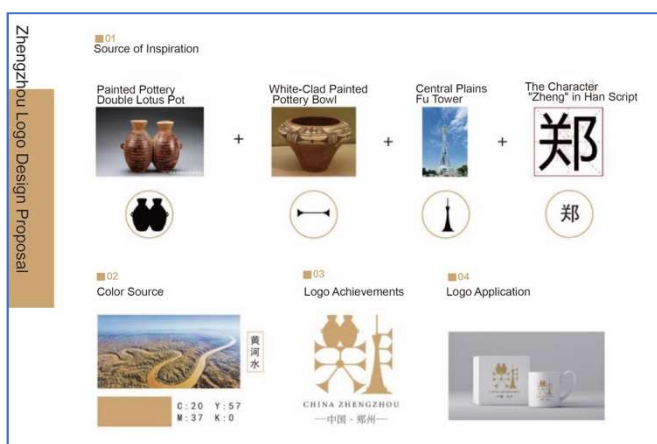 Zhengzhou Logo Design Proposal
01
Source of Inspiration
Painted Pottery
Double Lotus Pot
White-Clad Painted
Pottery Bowl
Central Plains
Fu Tower
The Character
"Zheng" in Han Script
+
+
+
郑
郑
02
Color Source
黄河水
C:20 Y:57
M:37 K:0
03
Logo Achievements
CHINA ZHENGZHOU
—中国·郑州—
04
Logo Application